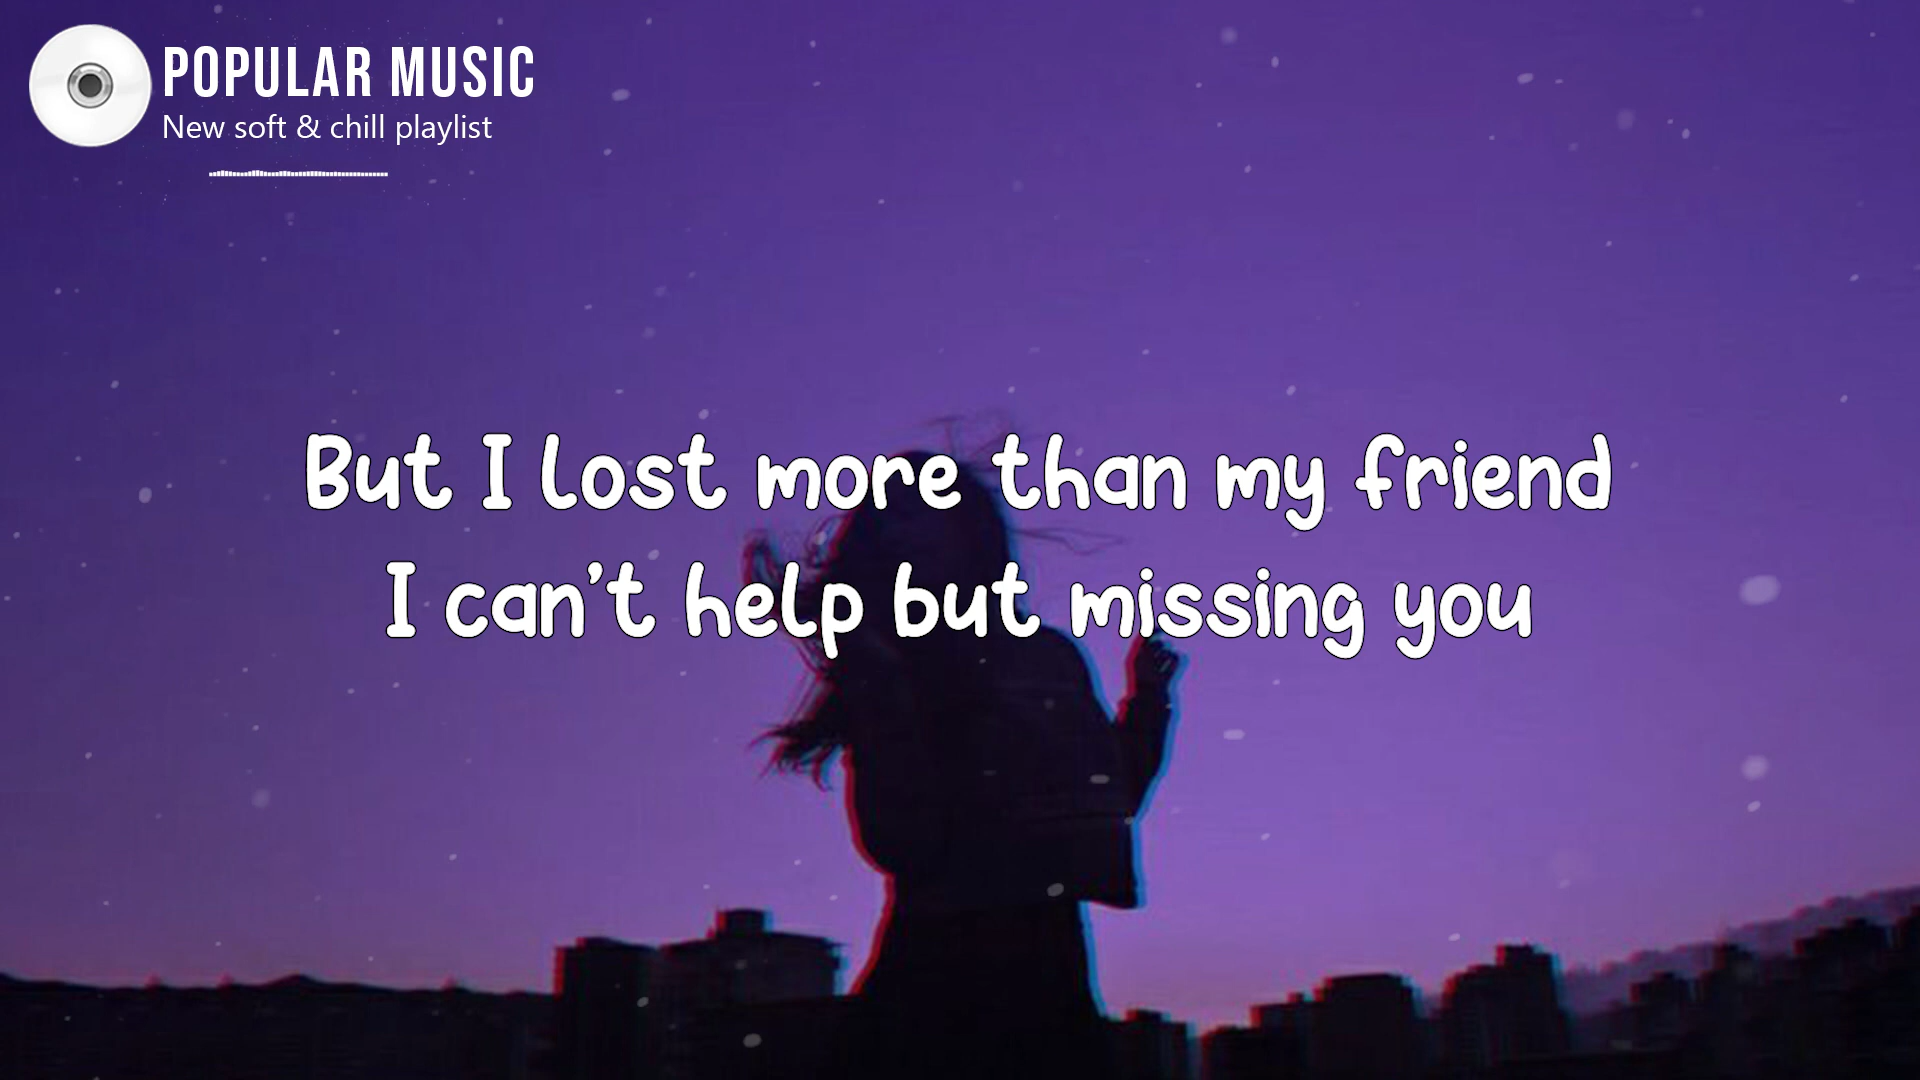 POPULAR MUSIC
New soft & chill playlist
But I lost more than my friend
I can't help but missing you